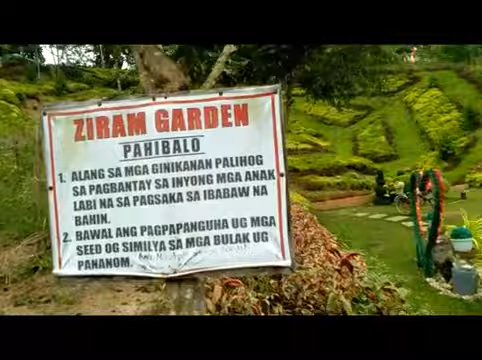 ZIRAM GARDEN
PAHIBALO
1. ALANG SA MGA GINIKANAN PALIHOG
SA PAGBANTAY SA INYONG MGA ANAK
LABI NA SA PAGSAKA SA IBABAW NA
BAHIN.
2. BAWAL ANG PAGPAPANGUHA UG MGA
SEED OG SIMILYA SA MGA BULAK UG
PANANOM.